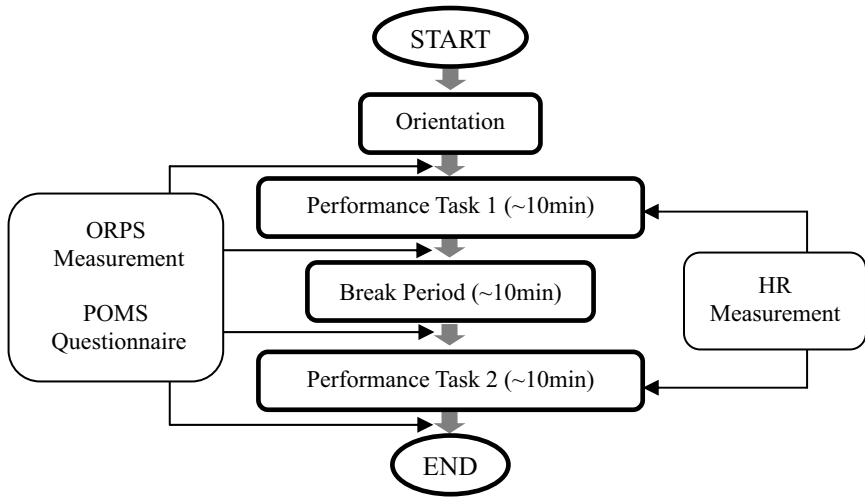 START
Orientation
Performance Task 1 (~10min)
ORPS
Measurement
POMS
Questionnaire
Break Period (~10min)
HR
Measurement
Performance Task 2 (~10min)
END